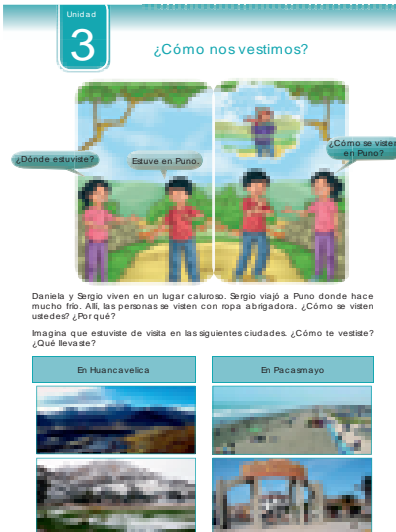 Unidad
3
¿Cómo nos vestimos?
¿Dónde estuviste?
Estuve en Puno.
¿Cómo se visten
en Puno?
Daniela y Sergio viven en un lugar caluroso. Sergio viajó a Puno donde hace
mucho frío. Allí, las personas se visten con ropa abrigadora. ¿Cómo se visten
ustedes? ¿Por qué?
Imagina que estuviste de visita en las siguientes ciudades. ¿Cómo te vestiste?
¿Qué llevaste?
En Huancavelica
En Pacasmayo